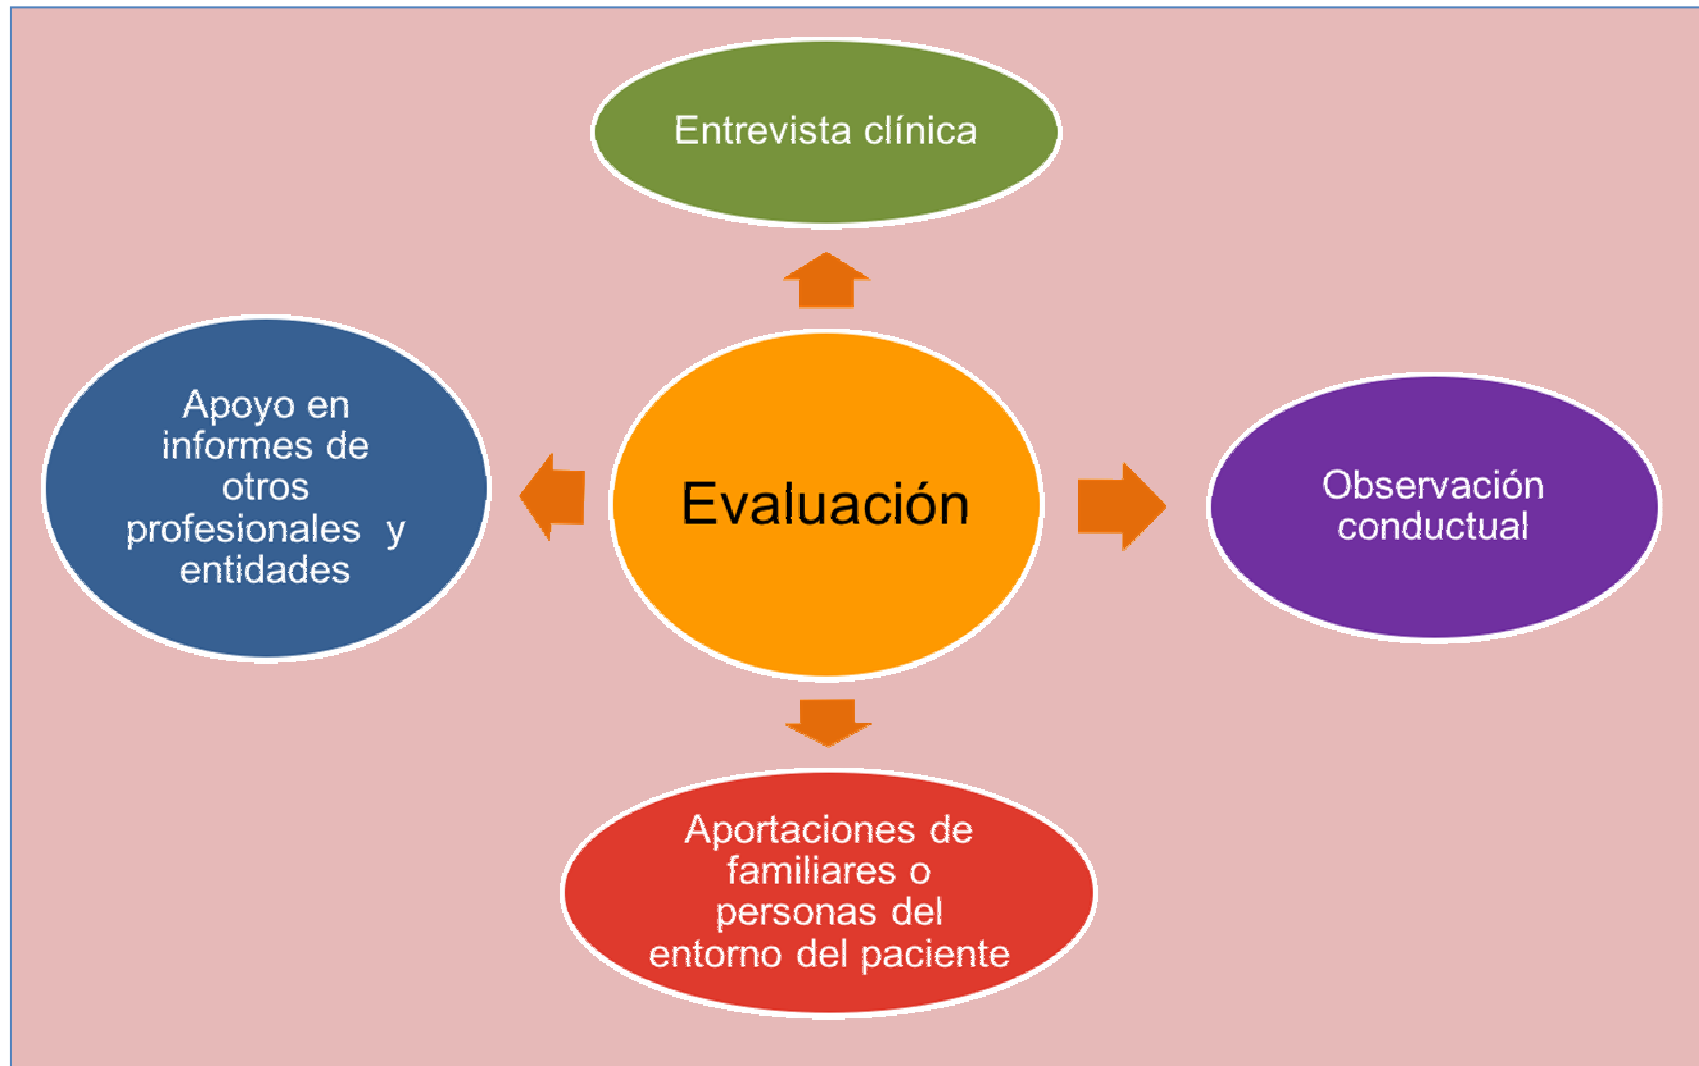 Entrevista clínica
Apoyo en
informes de
otros
profesionales y
entidades
Evaluación
Observación
conductual
Aportaciones de
familiares o
personas del
entorno del paciente